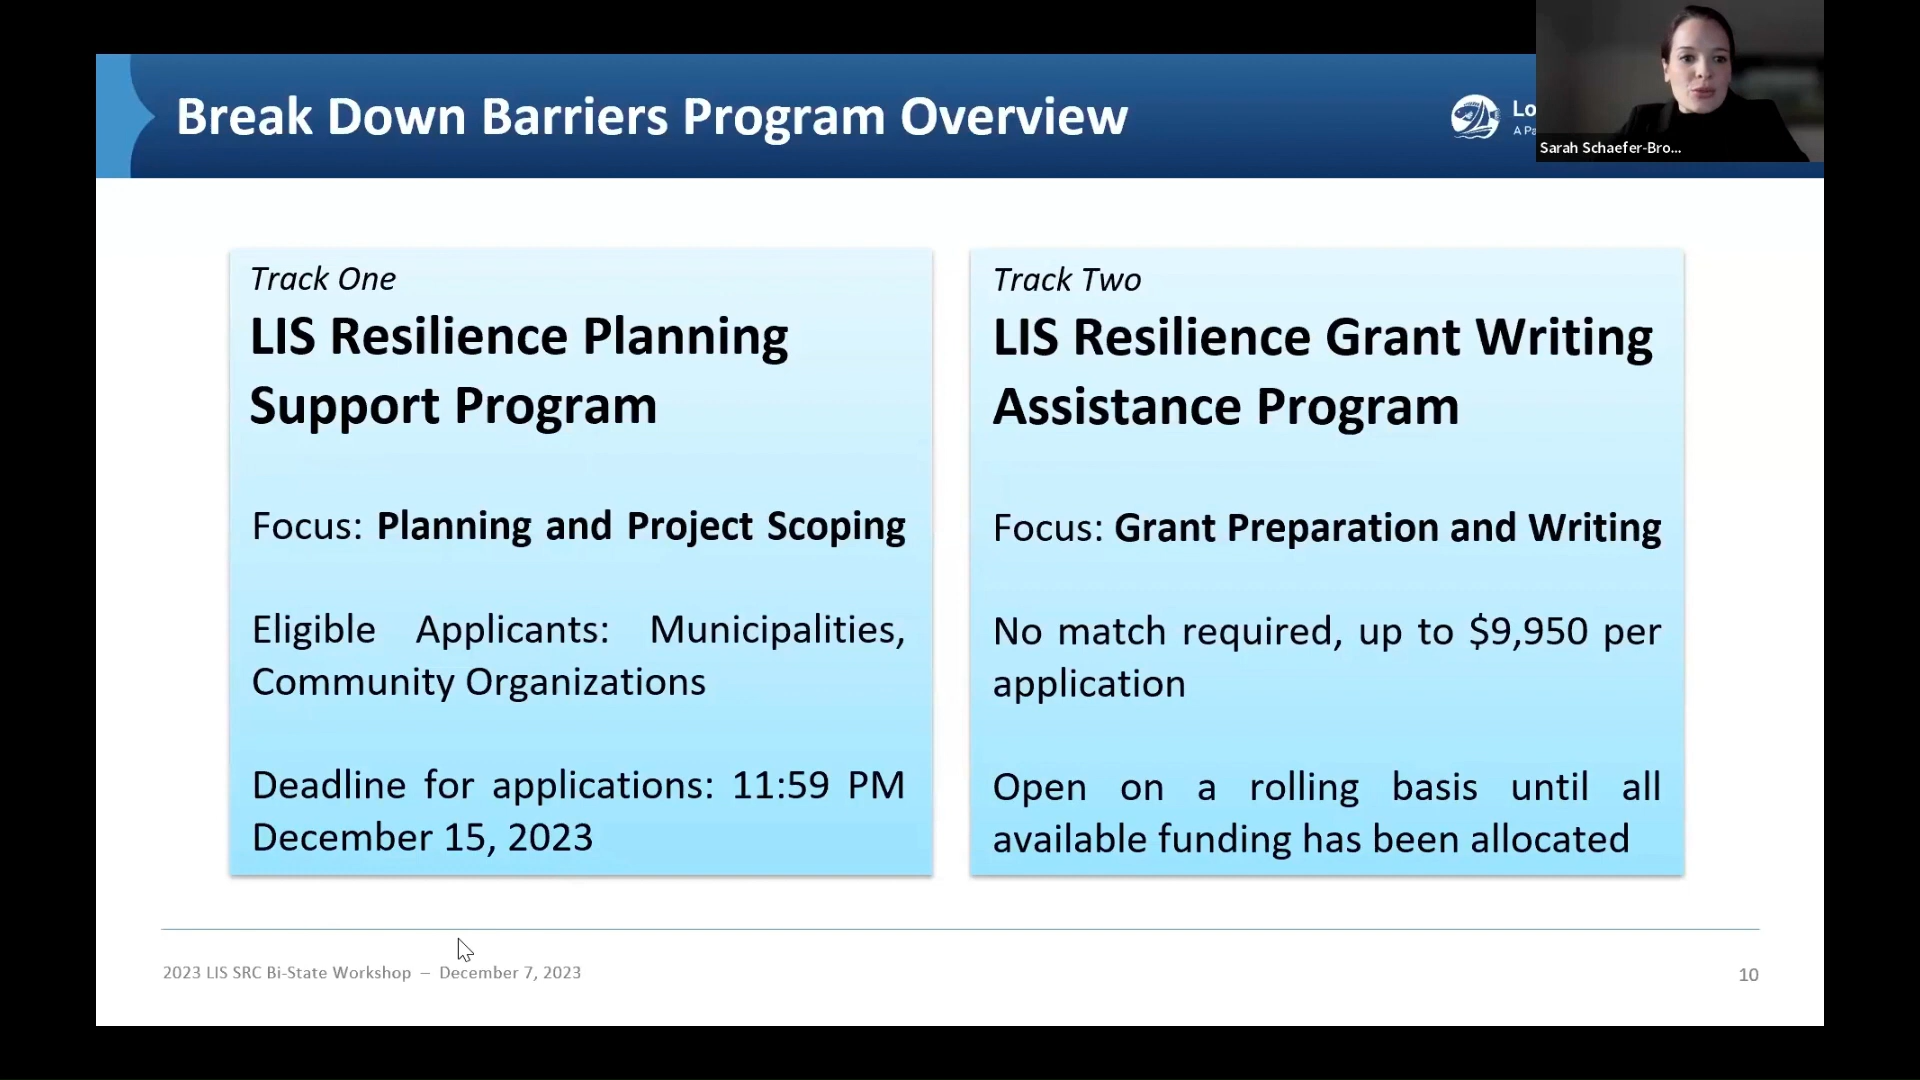 Break Down Barriers Program Overview
Lo
A Pa
Sarah Schaefer-Bro...
Track One
LIS Resilience Planning
Support Program
Focus: Planning and Project Scoping
Eligible Applicants: Municipalities,
Community Organizations
Deadline for applications: 11:59 PM
December 15, 2023
Track Two
LIS Resilience Grant Writing
Assistance Program
Focus: Grant Preparation and Writing
No match required, up to $9,950 per
application
Open on a rolling basis until all
available funding has been allocated
2023 LIS SRC Bi-State Workshop – December 7, 2023
10